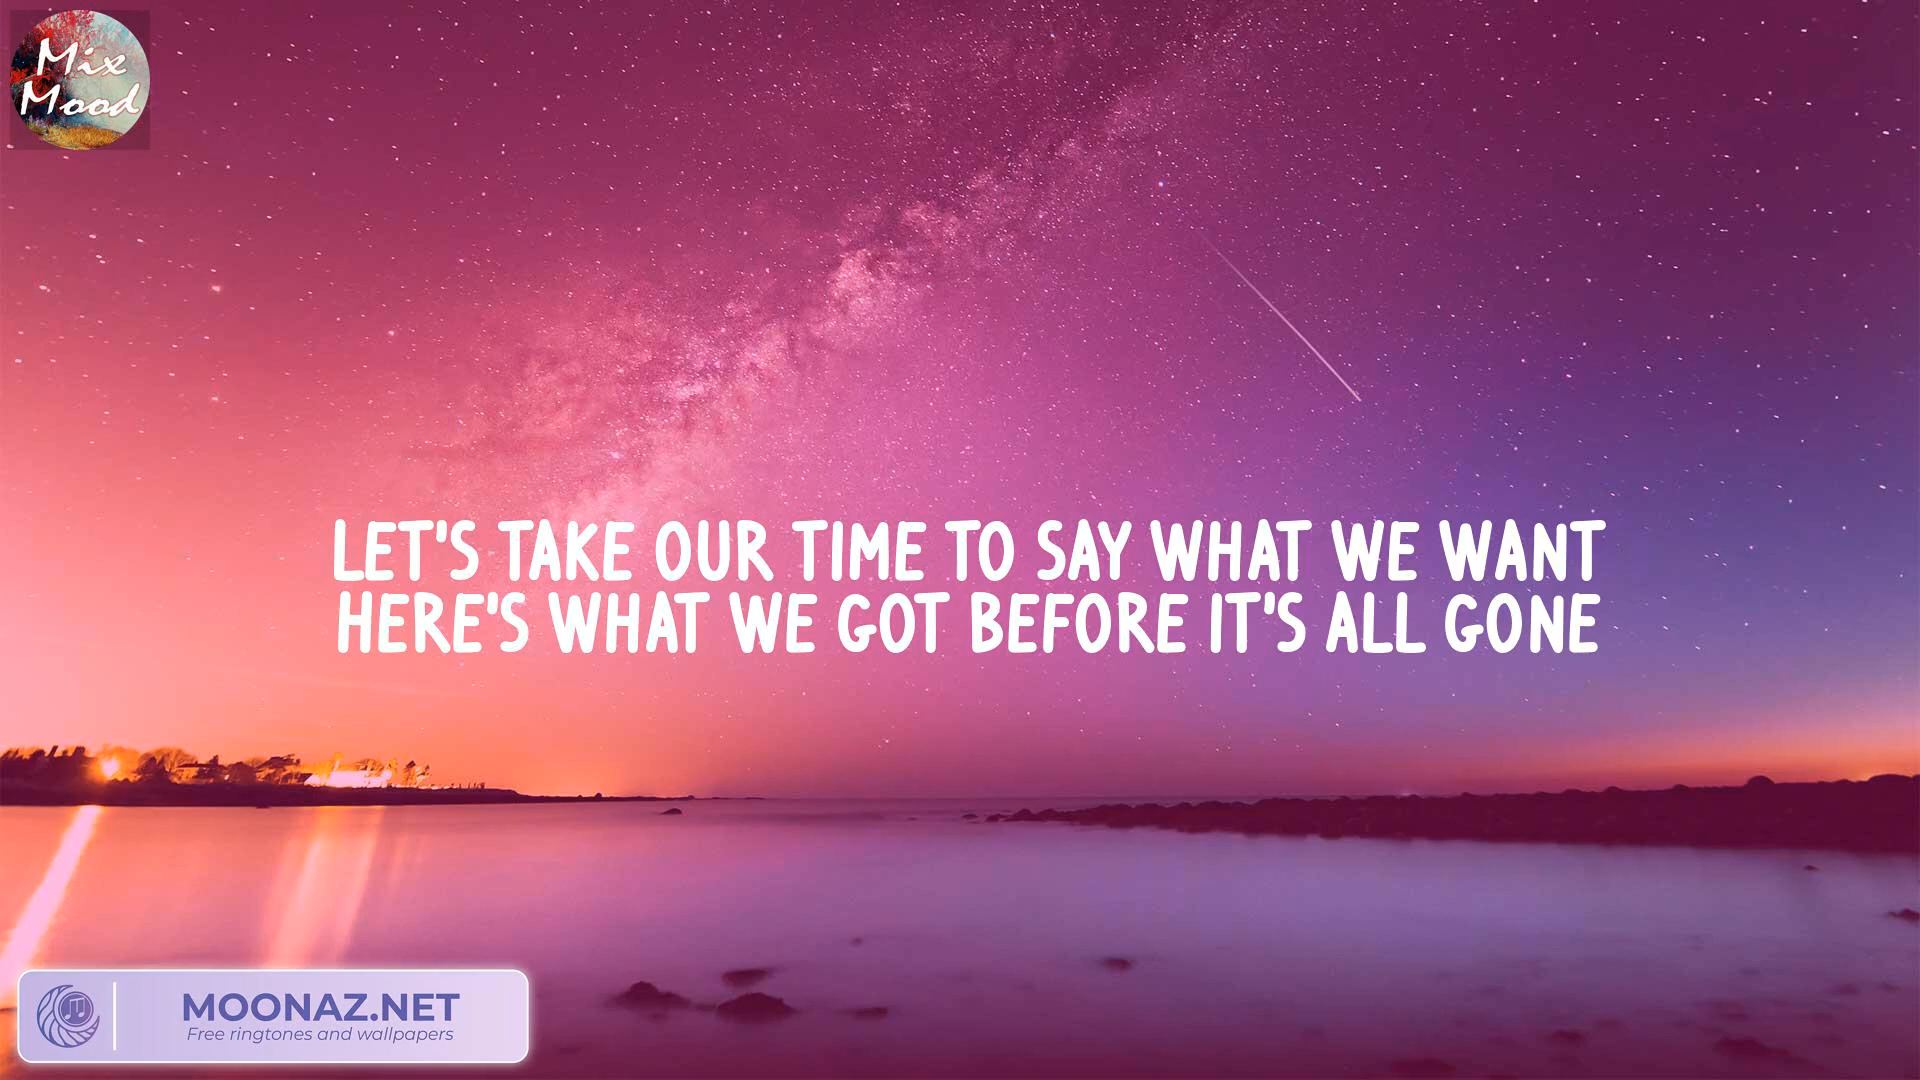 Mix
Mood
LET'S TAKE OUR TIME TO SAY WHAT WE WANT
HERE'S WHAT WE GOT BEFORE IT'S ALL GONE
MOONAZ.NET
Free ringtones and wallpapers